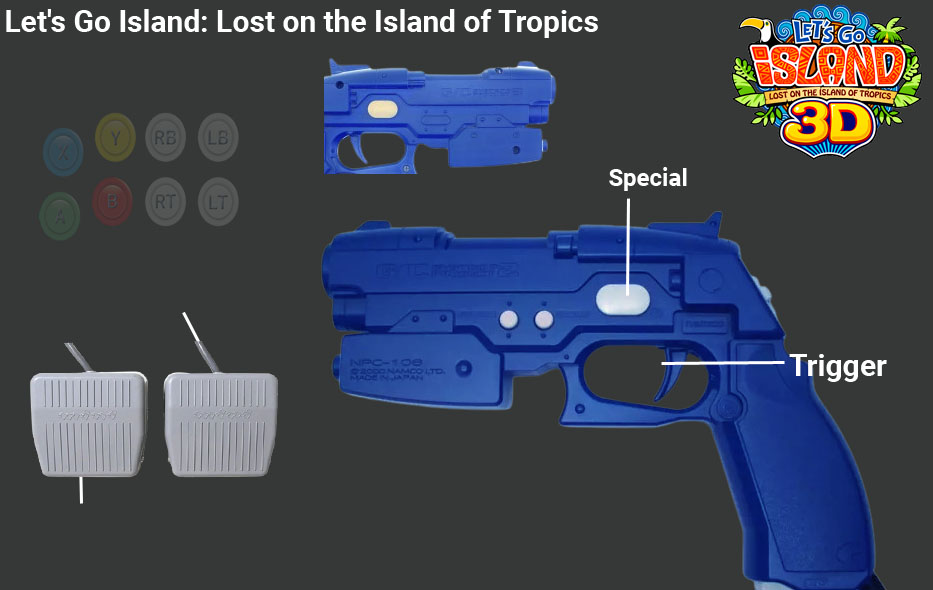 Let's Go Island: Lost on the Island of Tropics
LET'S GO
ISLAND
LOST ON THE ISLAND OF TROPICS
3D
X
Y
RB
LB
A
B
RT
LT
Special
NPC-106
© 2000 NAMCO LTD.
MADE IN JAPAN
namco
Trigger